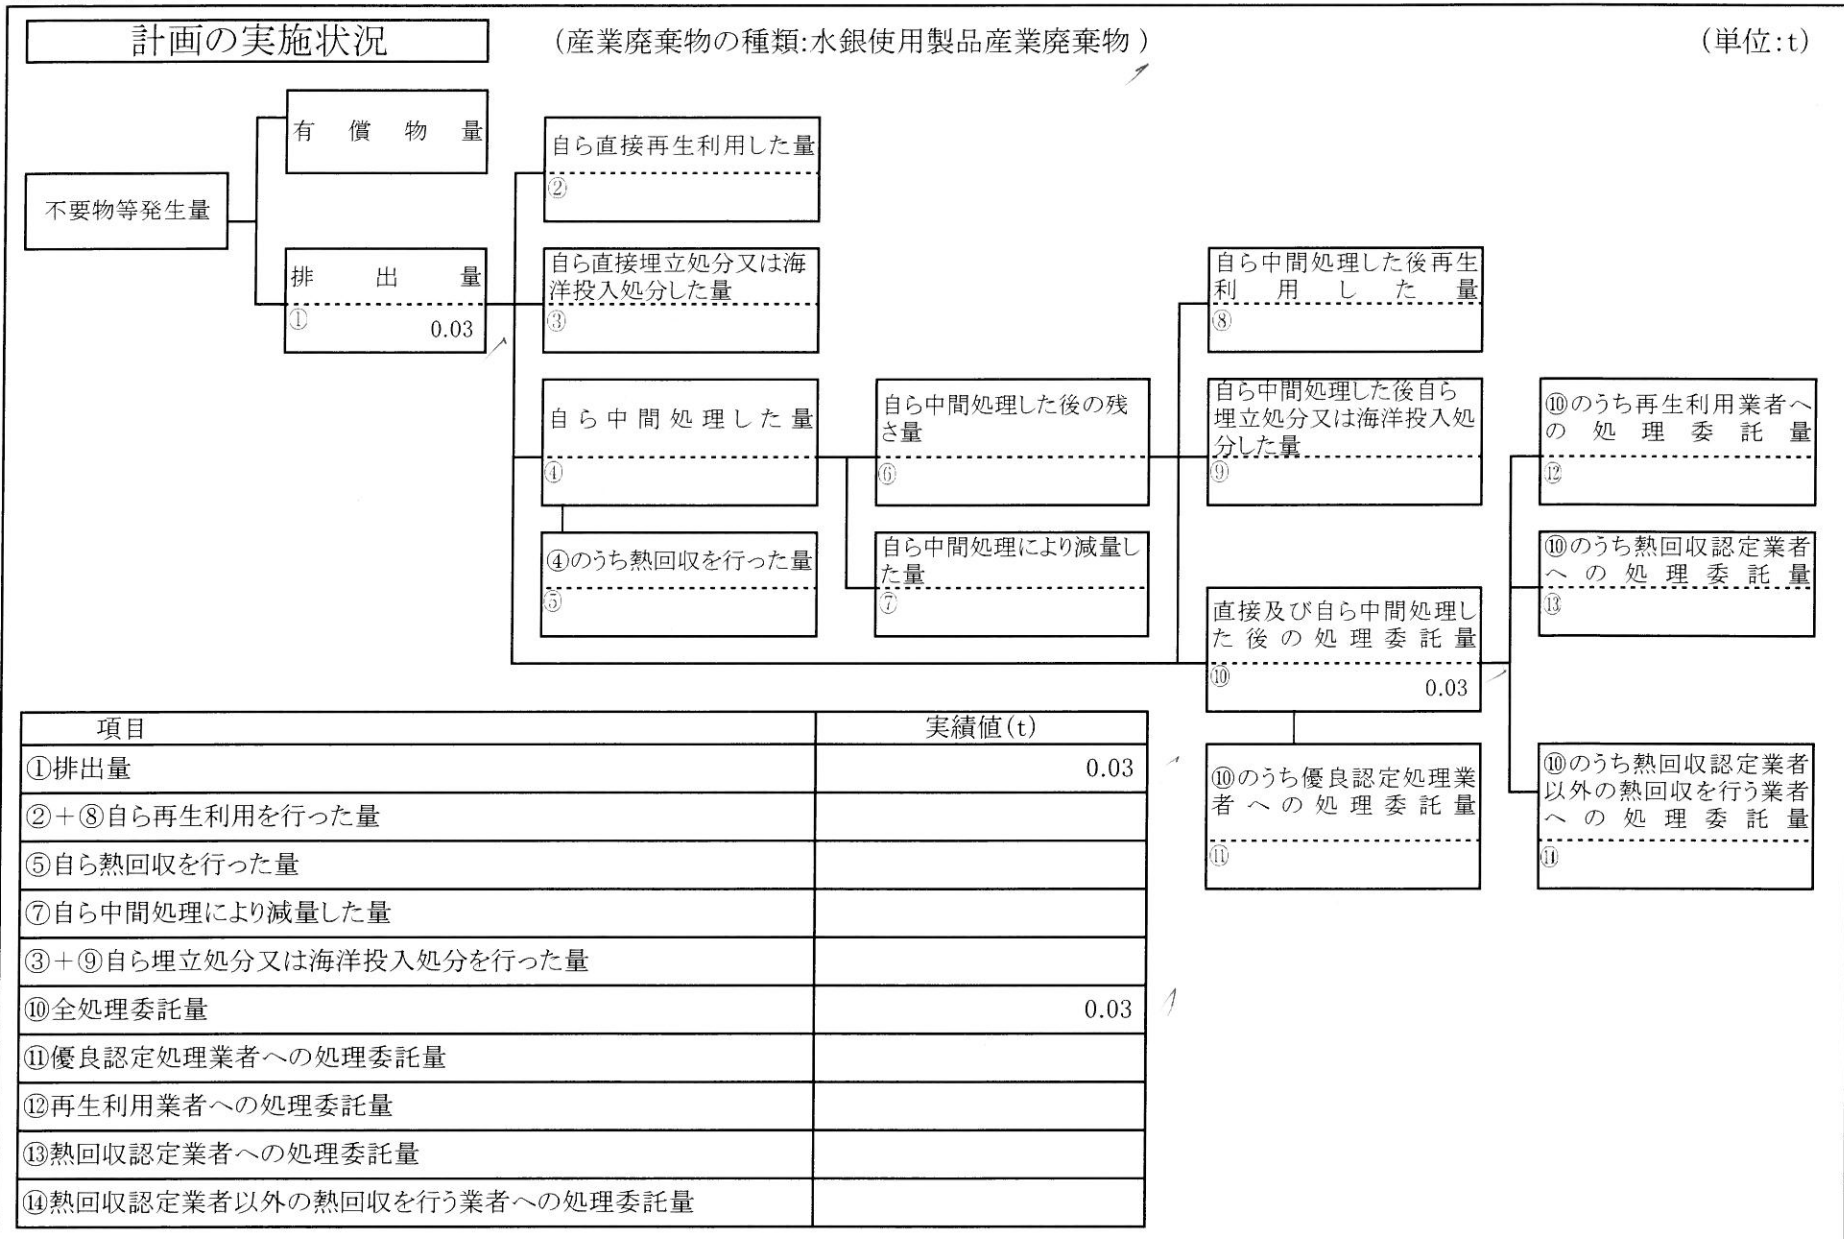 計画の実施状況
（産業廃棄物の種類:水銀使用製品産業廃棄物 ）
（単位:t）
有償物量
不要物等発生量
排出量
① 0.03
自ら直接再生利用した量
②
自ら直接埋立処分又は海
洋投入処分した量
③
自ら中間処理した量
④
④のうち熱回収を行った量
⑤
自ら中間処理した後の残
さ量
⑥
自ら中間処理により減量し
た量
⑦
自ら中間処理した後再生
利用した量
⑧
自ら中間処理した後自ら
埋立処分又は海洋投入処
分した量
⑨
直接及び自ら中間処理し
た後の処理委託量
⑩ 0.03
⑩のうち優良認定処理業
者への処理委託量
⑪
⑩のうち再生利用業者へ
の処理委託量
⑫
⑩のうち熱回収認定業者
への処理委託量
⑬
⑩のうち熱回収認定業者
以外の熱回収を行う業者
への処理委託量
⑭
項目 実績値(t)
①排出量 0.03
②＋⑧自ら再生利用を行った量
⑤自ら熱回収を行った量
⑦自ら中間処理により減量した量
③＋⑨自ら埋立処分又は海洋投入処分を行った量
⑩全処理委託量 0.03
⑪優良認定処理業者への処理委託量
⑫再生利用業者への処理委託量
⑬熱回収認定業者への処理委託量
⑭熱回収認定業者以外の熱回収を行う業者への処理委託量